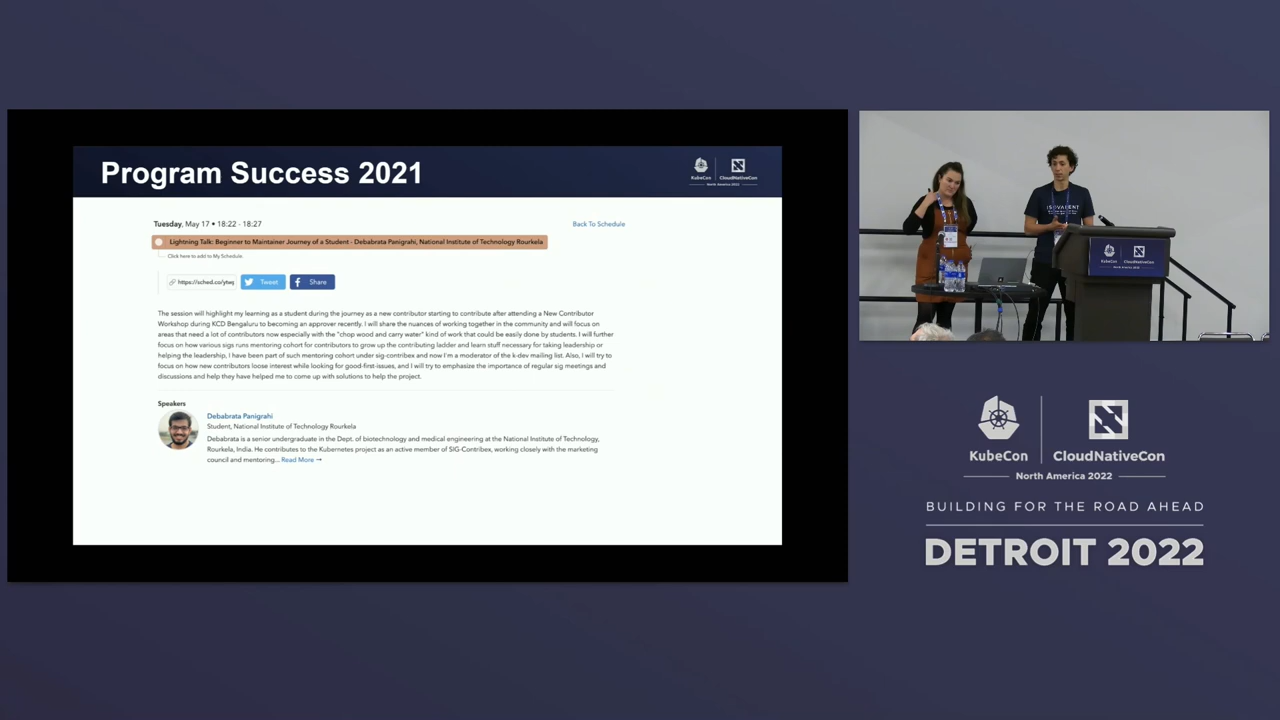 Program Success 2021
KubeCon
CloudNativeCon
North America 2022
Tuesday, May 17 • 18:22 - 18:27
Back To Schedule
Lightning Talk: Beginner to Maintainer Journey of a Student - Debabrata Panigrahi, National Institute of Technology Rourkela
Click here to add to My Schedule.
https://sched.co/ytwq
Tweet
Share
The session will highlight my learning as a student during the journey as a new contributor starting to contribute after attending a New Contributor
Workshop during KCD Bengaluru to becoming an approver recently. I will share the nuances of working together in the community and will focus on
areas that need a lot of contributors now especially with the "chop wood and carry water" kind of work that could be easily done by students. I will further
focus on how various sigs runs mentoring cohort for contributors to grow up the contributing ladder and learn stuff necessary for taking leadership or
helping the leadership, I have been part of such mentoring cohort under sig-contribex and now I'm a moderator of the k-dev mailing list. Also, I will try to
focus on how new contributors loose interest while looking for good-first-issues, and I will try to emphasize the importance of regular sig meetings and
discussions and help they have helped me to come up with solutions to help the project.
Speakers
Debabrata Panigrahi
Student, National Institute of Technology Rourkela
Debabrata is a senior undergraduate in the Dept. of biotechnology and medical engineering at the National Institute of Technology,
Rourkela, India. He contributes to the Kubernetes project as an active member of SIG-Contribex, working closely with the marketing
council and mentoring... Read More →
ISOVALENT
KubeCon
CloudNativeCon
KubeCon
CloudNativeCon
North America 2022
BUILDING FOR THE ROAD AHEAD
DETROIT 2022